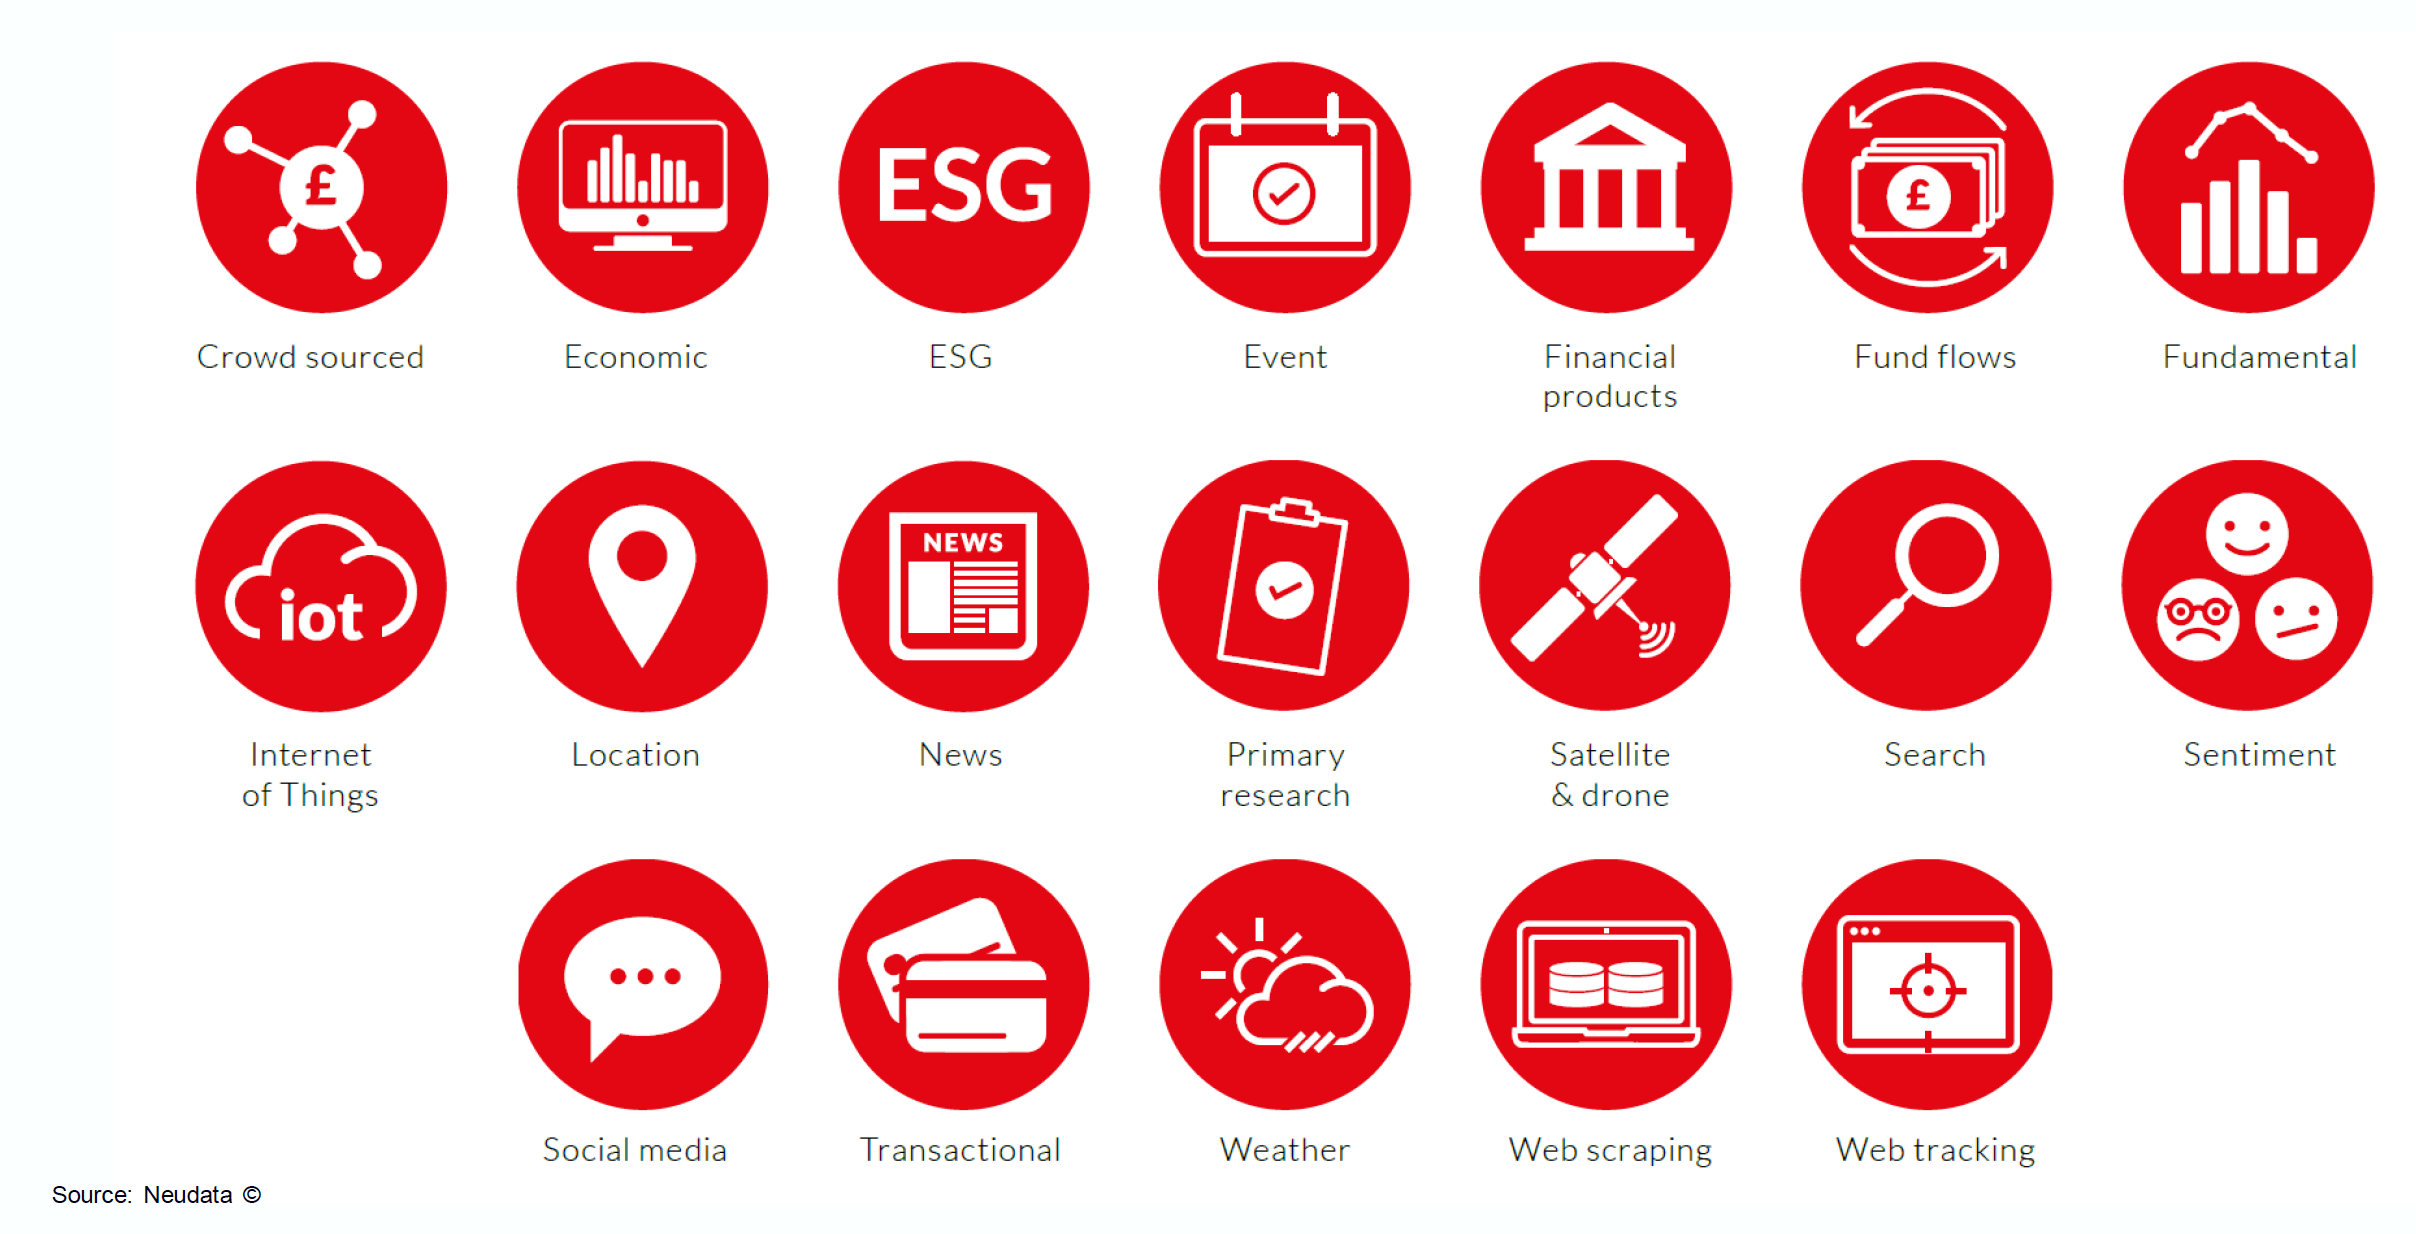 £
ESG
£
Crowd sourced
Economic
ESG
Event
Financial
products
Fund flows
Fundamental
iot
NEWS
Internet
of Things
Location
News
Primary
research
Satellite
& drone
Search
Sentiment
Social media
Transactional
Weather
Web scraping
Web tracking
Source: Neudata ©